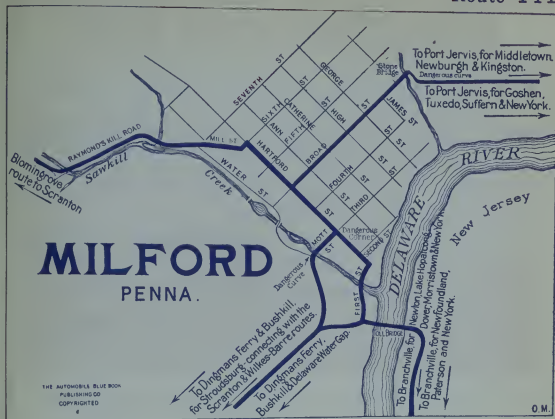 To Port Jervis, for Middletown
Newburgh & Kingston.
Dangerous curve
To Port Jervis, for Goshen,
Tuxedo, Suffern & New York.
Stone
Bridge
SEVENTH ST
GEORGE
SIXTH
CATHERINE
ST
ANN
FIFTH
HIGH
ST
JAMES ST
BROAD
FOURTH
ST
THIRD
ST
RAYMOND'S KILL ROAD
MILL ST
HARTFORD
ST
WATER
ST
Sawkill
Creek
Blomingrove
route to Scranton
RIVER
DELAWARE
New Jersey
MOTT
ST
Dangerous
Corner
SECOND ST
Dangerous
Curve
FIRST
ST
MILFORD
PENNA.
To Dingmans Ferry & Bushkill,
for Stroudsburg, connecting with the
Scranton & Wilkes-Barre routes.
To Dingmans Ferry,
Bushkill & Delaware Water Gap.
To Branchville, for
Newton, Lake Hopatcong,
Dover, Morristown & New York.
To Branchville, for Newfoundland,
Paterson and New York.
THE AUTOMOBILE BLUE BOOK
PUBLISHING CO
COPYRIGHTED
O.M.